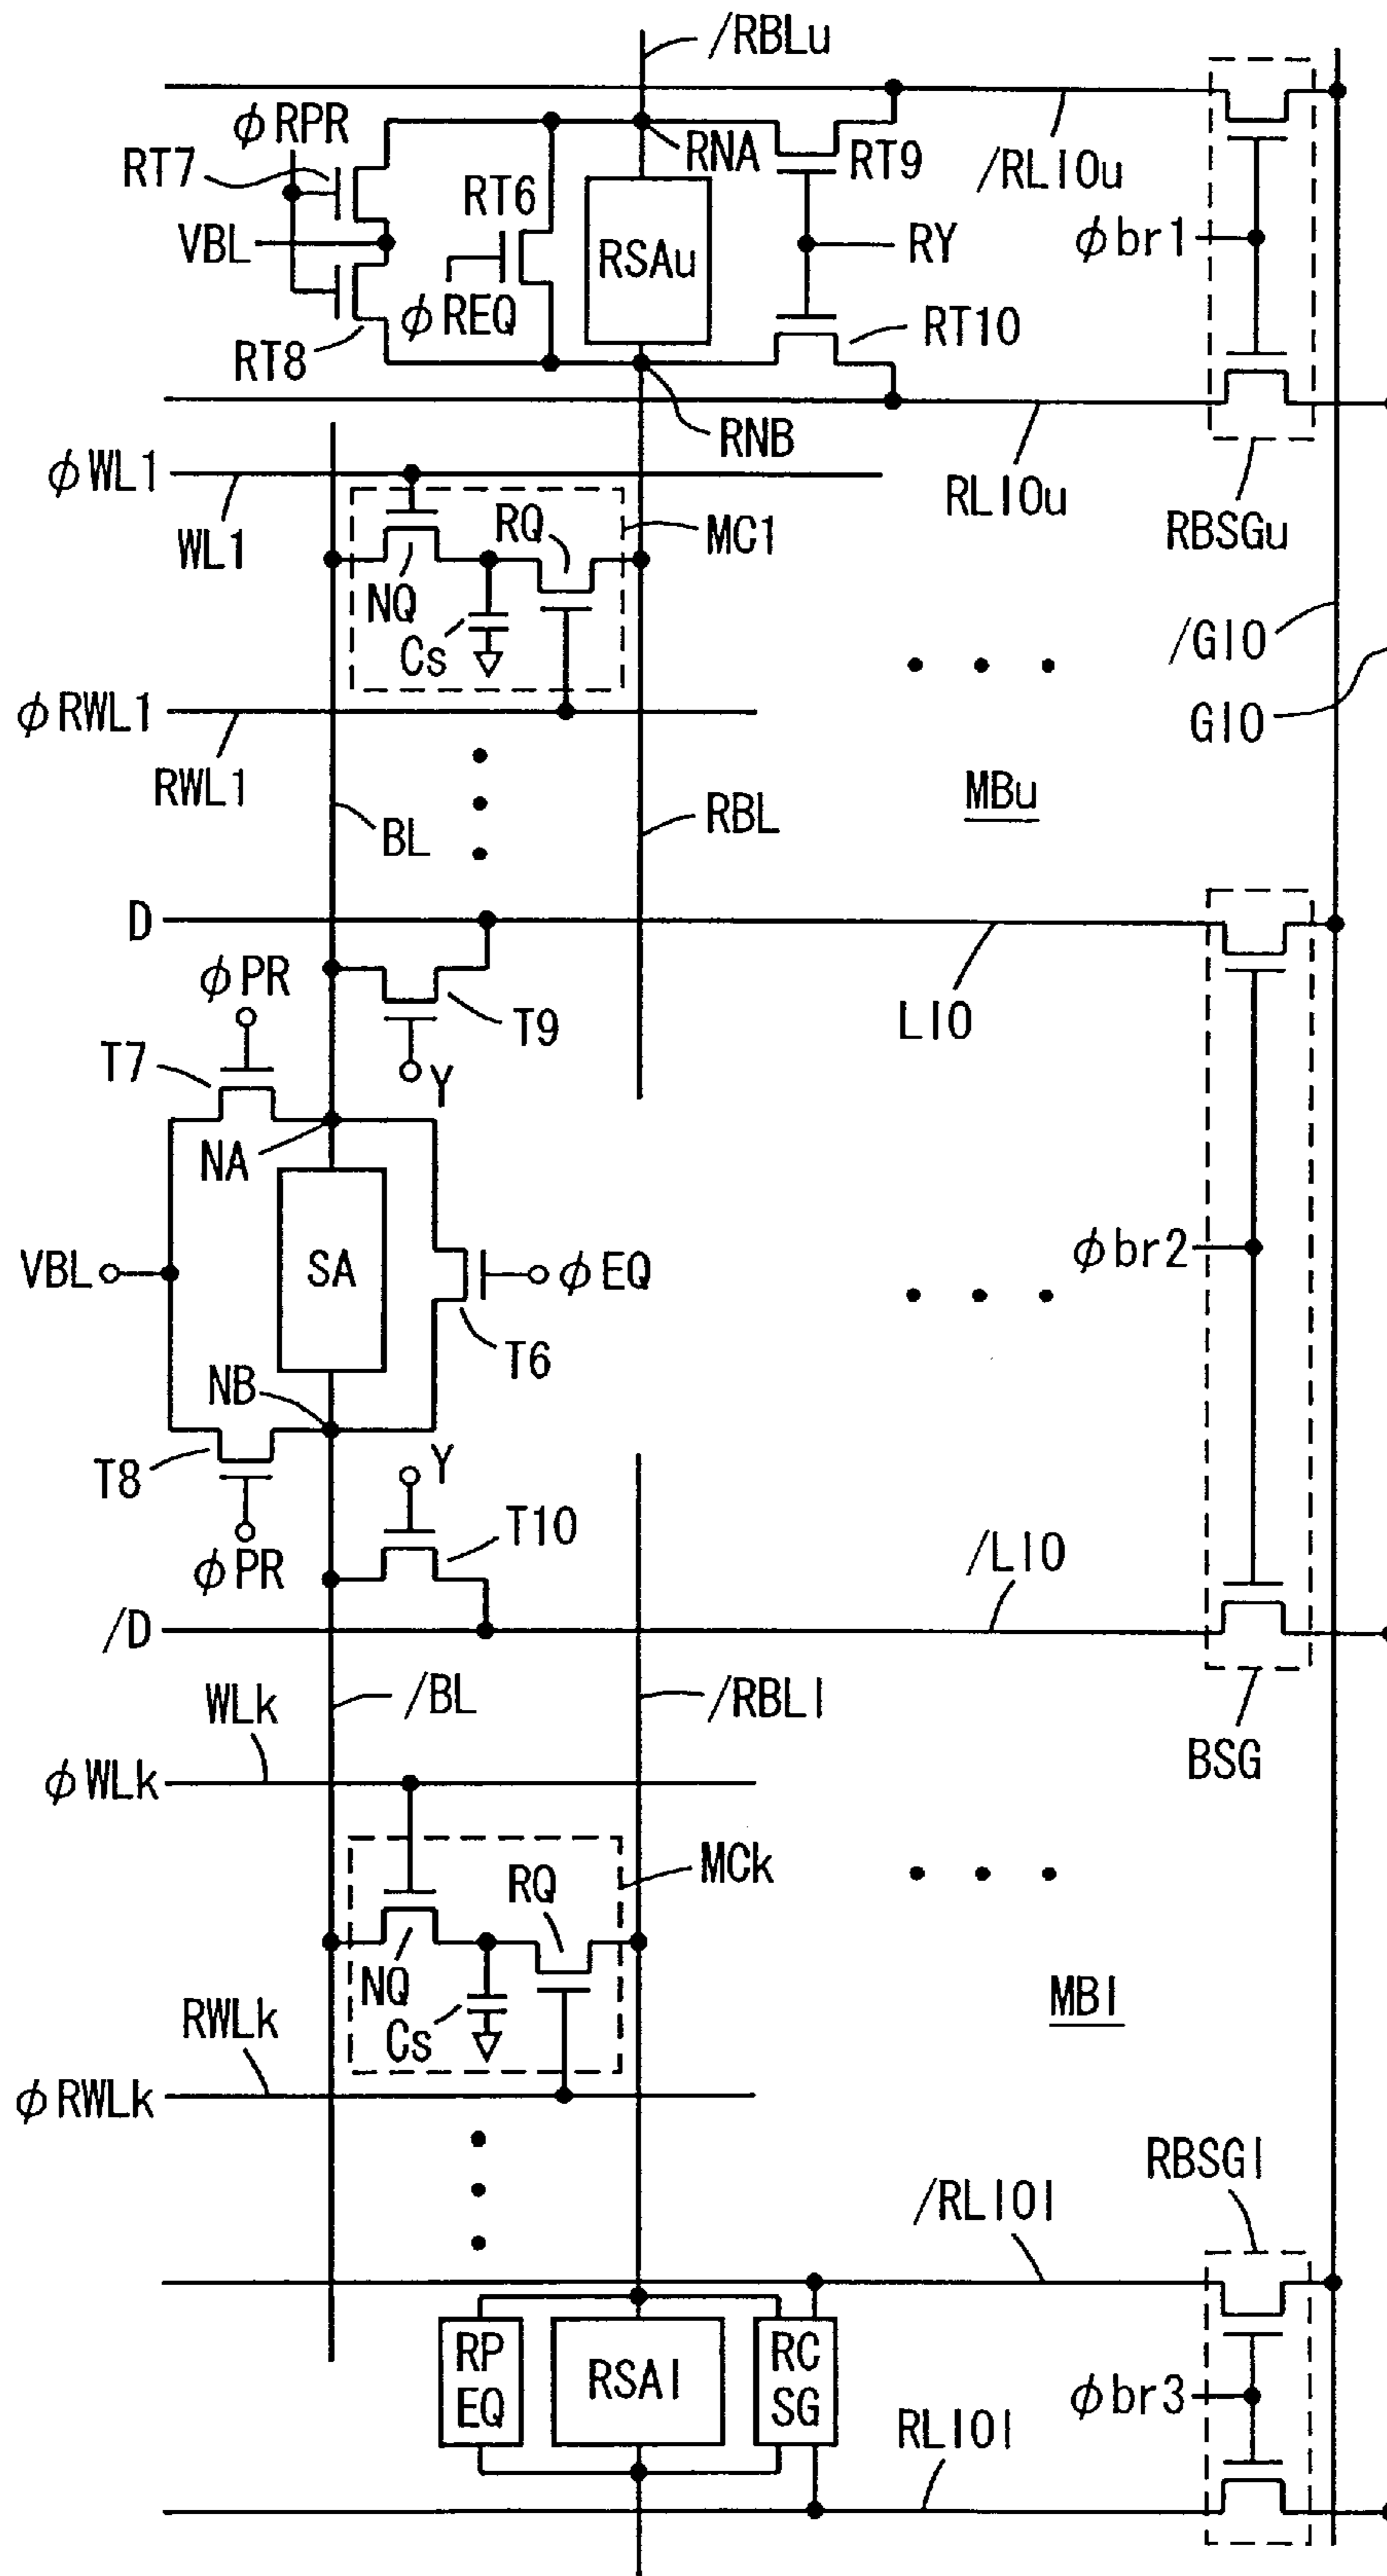 /RBLu
φRPR
RT7
RNA
RT9
/RLIOu
RT6
VBL
RSAu
RY
φbr1
φREQ
RT10
RT8
RNB
φWL1
RLIOu
WL1
RQ
MC1
RBSGu
NQ
Cs
/GIO
φRWL1
GIO
RWL1
MBu
BL
RBL
D
φPR
LIO
T9
T7
Y
NA
VBL
SA
φEQ
φbr2
T6
NB
Y
T8
T10
φPR
/LIO
/D
WLk
/BL
/RBLl
BSG
φWLk
RQ
MCk
NQ
RWLk
Cs
MBl
φRWLk
RBSGl
/RLIOl
RP
EQ
RSAl
RC
SG
φbr3
RLIOl